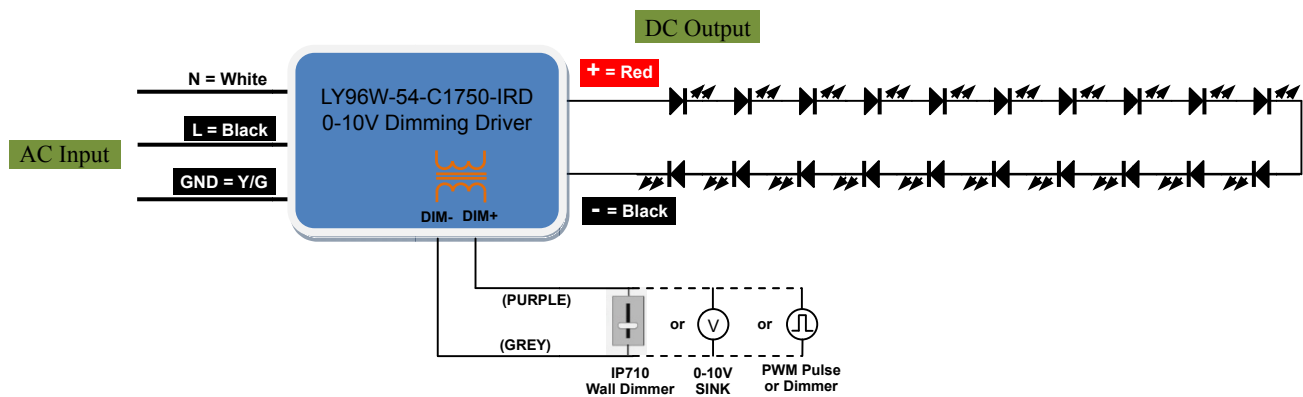 DC Output
+ = Red
N = White
LY96W-54-C1750-IRD
0-10V Dimming Driver
L = Black
AC Input
GND = Y/G
- = Black
DIM- DIM+
(PURPLE)
or
V
or
(GREY)
IP710
Wall Dimmer
0-10V
SINK
PWM Pulse
or Dimmer